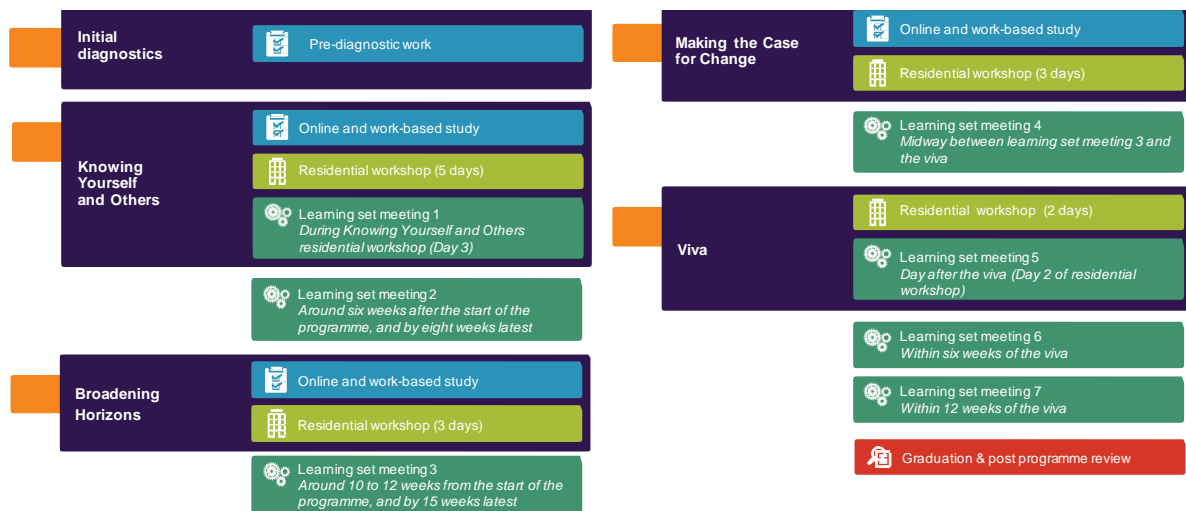 Initial
diagnostics
Pre-diagnostic work
Knowing
Yourself
and Others
Online and work-based study
Residential workshop (5 days)
Learning set meeting 1
During Knowing Yourself and Others
residential workshop (Day 3)
Learning set meeting 2
Around six weeks after the start of the
programme, and by eight weeks latest
Broadening
Horizons
Online and work-based study
Residential workshop (3 days)
Learning set meeting 3
Around 10 to 12 weeks from the start of the
programme, and by 15 weeks latest
Making the Case
for Change
Online and work-based study
Residential workshop (3 days)
Learning set meeting 4
Midway between learning set meeting 3 and
the viva
Viva
Residential workshop (2 days)
Learning set meeting 5
Day after the viva (Day 2 of residential
workshop)
Learning set meeting 6
Within six weeks of the viva
Learning set meeting 7
Within 12 weeks of the viva
Graduation & post programme review